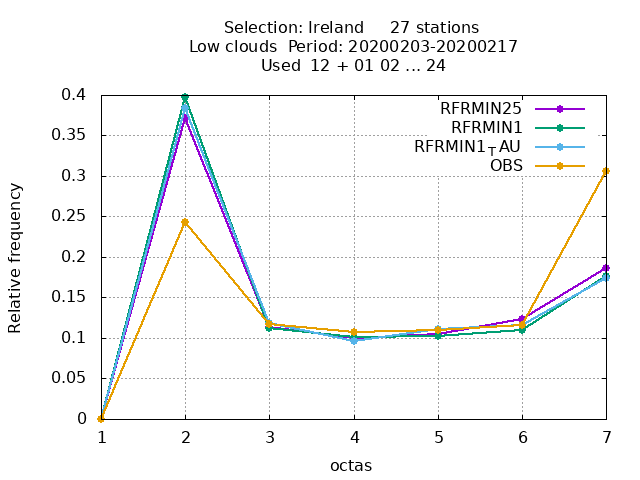 Selection: Ireland 27 stations
Low clouds Period: 20200203-20200217
Used 12 + 01 02 ... 24
0.4
0.35
0.3
0.25
0.2
0.15
0.1
0.05
0
Relative frequency
RFRMIN25
RFRMIN1
RFRMIN1TAU
OBS
1 2 3 4 5 6 7
octas